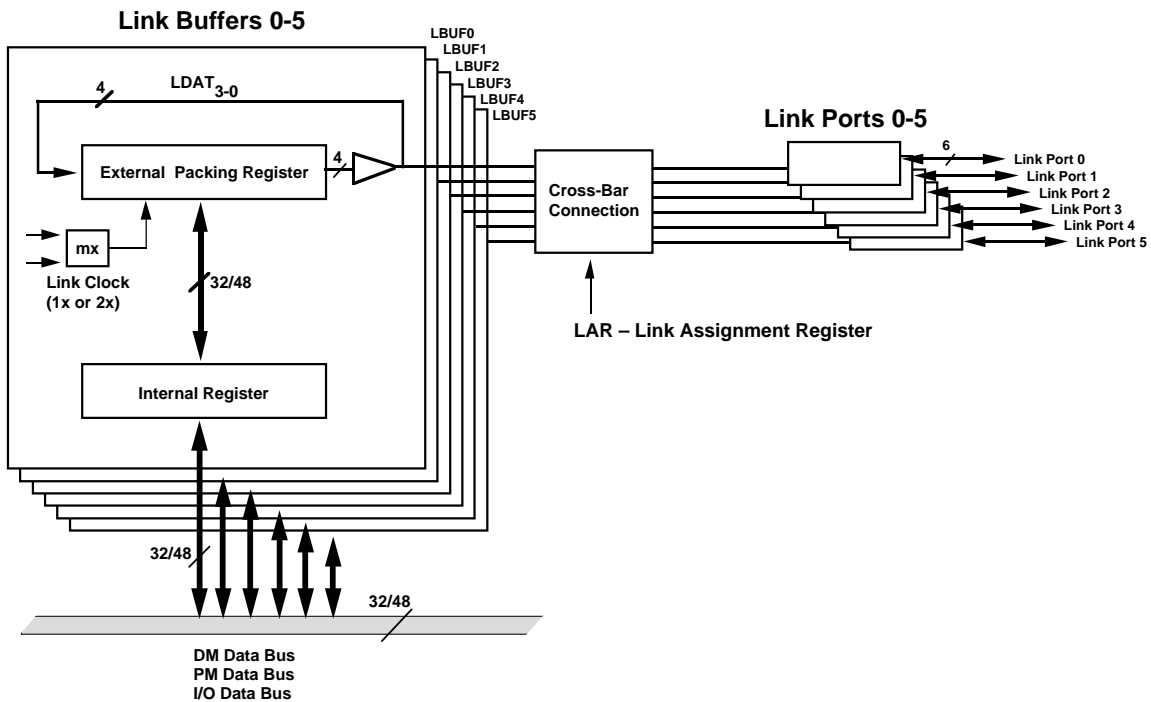 Link Buffers 0-5
LBUF0
LBUF1
LBUF2
LBUF3
LBUF4
LBUF5
4
LDAT3-0
External Packing Register
4
mx
Link Clock
(1x or 2x)
32/48
Internal Register
32/48
32/48
DM Data Bus
PM Data Bus
I/O Data Bus
Cross-Bar
Connection
LAR – Link Assignment Register
Link Ports 0-5
6
Link Port 0
Link Port 1
Link Port 2
Link Port 3
Link Port 4
Link Port 5